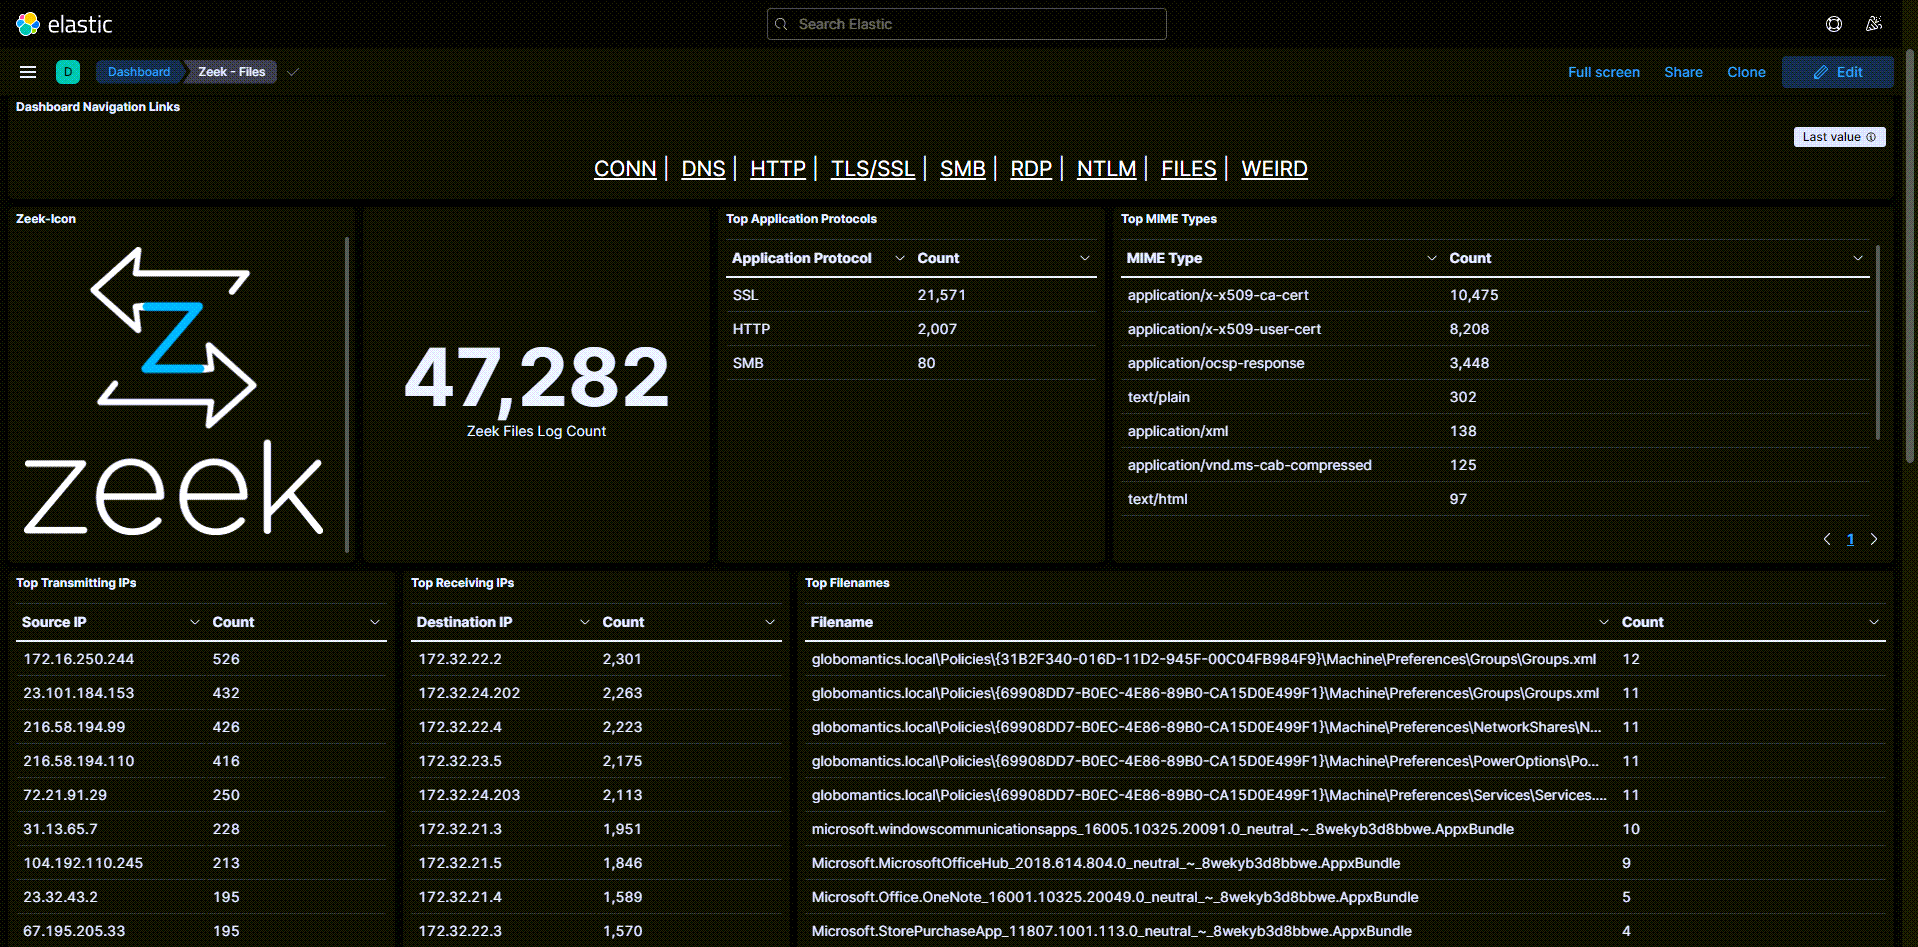 elastic
Search Elastic
D
Dashboard
Zeek - Files
Full screen
Share
Clone
Edit
Dashboard Navigation Links
Last value
CONN | DNS | HTTP | TLS/SSL | SMB | RDP | NTLM | FILES | WEIRD
Zeek-Icon
Z
zeek
47,282
Zeek Files Log Count
Top Application Protocols
Application Protocol Count
SSL 21,571
HTTP 2,007
SMB 80
Top MIME Types
MIME Type Count
application/x-x509-ca-cert 10,475
application/x-x509-user-cert 8,208
application/ocsp-response 3,448
text/plain 302
application/xml 138
application/vnd.ms-cab-compressed 125
text/html 97
1
Top Transmitting IPs
Source IP Count
172.16.250.244 526
23.101.184.153 432
216.58.194.99 426
216.58.194.110 416
72.21.91.29 250
31.13.65.7 228
104.192.110.245 213
23.32.43.2 195
67.195.205.33 195
Top Receiving IPs
Destination IP Count
172.32.22.2 2,301
172.32.24.202 2,263
172.32.22.4 2,223
172.32.23.5 2,175
172.32.24.203 2,113
172.32.21.3 1,951
172.32.21.5 1,846
172.32.21.4 1,589
172.32.22.3 1,570
Top Filenames
Filename Count
globomantics.local\Policies\{31B2F340-016D-11D2-945F-00C04FB984F9}\Machine\Preferences\Groups\Groups.xml 12
globomantics.local\Policies\{69908DD7-B0EC-4E86-89B0-CA15D0E499F1}\Machine\Preferences\Groups\Groups.xml 11
globomantics.local\Policies\{69908DD7-B0EC-4E86-89B0-CA15D0E499F1}\Machine\Preferences\NetworkShares\N... 11
globomantics.local\Policies\{69908DD7-B0EC-4E86-89B0-CA15D0E499F1}\Machine\Preferences\PowerOptions\Po... 11
globomantics.local\Policies\{69908DD7-B0EC-4E86-89B0-CA15D0E499F1}\Machine\Preferences\Services\Services.... 11
microsoft.windowscommunicationsapps_16005.10325.20091.0_neutral_~_8wekyb3d8bbwe.AppxBundle 10
Microsoft.MicrosoftOfficeHub_2018.614.804.0_neutral_~_8wekyb3d8bbwe.AppxBundle 9
Microsoft.Office.OneNote_16001.10325.20049.0_neutral_~_8wekyb3d8bbwe.AppxBundle 5
Microsoft.StorePurchaseApp_11807.1001.113.0_neutral_~_8wekyb3d8bbwe.AppxBundle 4